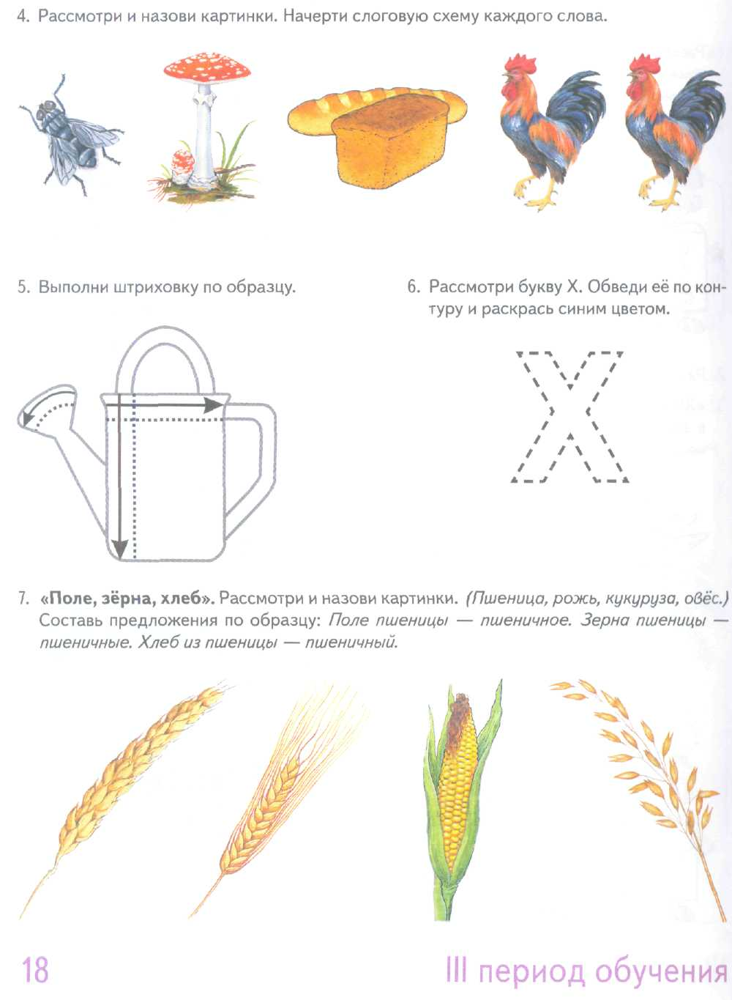 4. Рассмотри и назови картинки. Начерти слоговую схему каждого слова.
5. Выполни штриховку по образцу.
6. Рассмотри букву Х. Обведи её по кон-
туру и раскрась синим цветом.
Х
7. «Поле, зёрна, хлеб». Рассмотри и назови картинки. (Пшеница, рожь, кукуруза, овёс.)
Составь предложения по образцу: Поле пшеницы — пшеничное. Зерна пшеницы —
пшеничные. Хлеб из пшеницы — пшеничный.
18
III период обучения